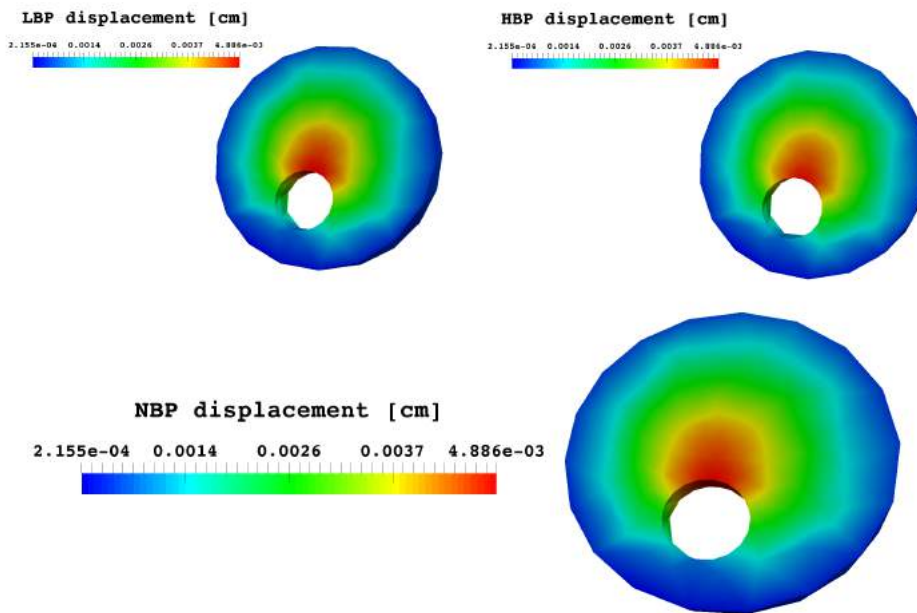 LBP displacement [cm]
2.155e-04 0.0014 0.0026 0.0037 4.886e-03
HBP displacement [cm]
2.155e-04 0.0014 0.0026 0.0037 4.886e-03
NBP displacement [cm]
2.155e-04 0.0014 0.0026 0.0037 4.886e-03